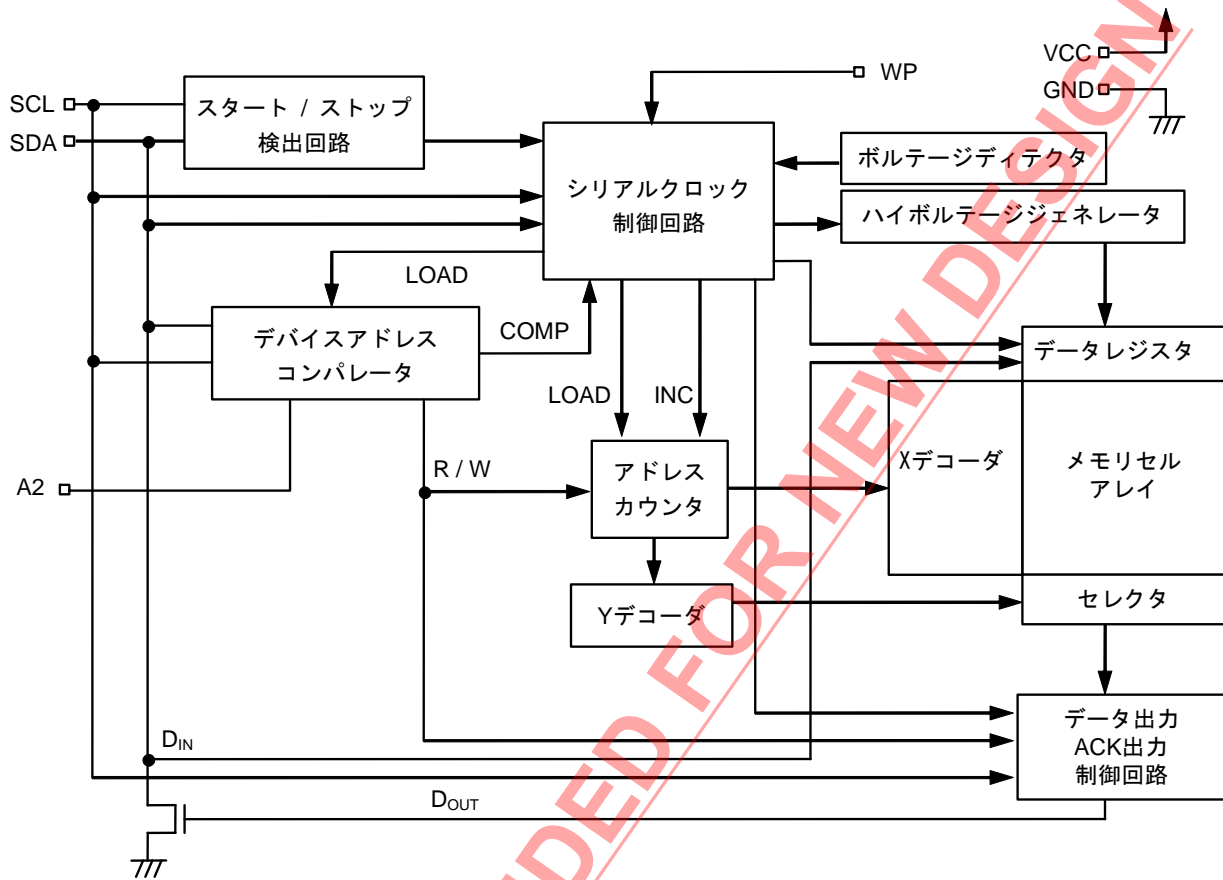 SCL
SDA
スタート / ストップ
検出回路
WP
VCC
GND
シリアルクロック
制御回路
ボルテージディテクタ
ハイボルテージジェネレータ
LOAD
COMP
デバイスアドレス
コンパレータ
LOAD
INC
データレジスタ
A2
R / W
アドレス
カウンタ
Xデコーダ
メモリセル
アレイ
Yデコーダ
セレクタ
DIN
データ出力
ACK出力
制御回路
DOUT
NDED FOR NEW DESIGN